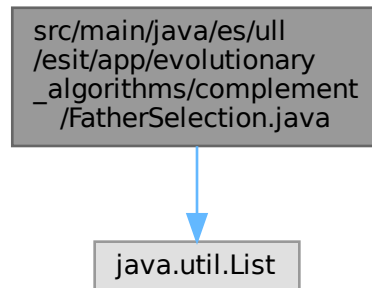 src/main/java/es/ull
/esit/app/evolutionary
_algorithms/complement
/FatherSelection.java
java.util.List